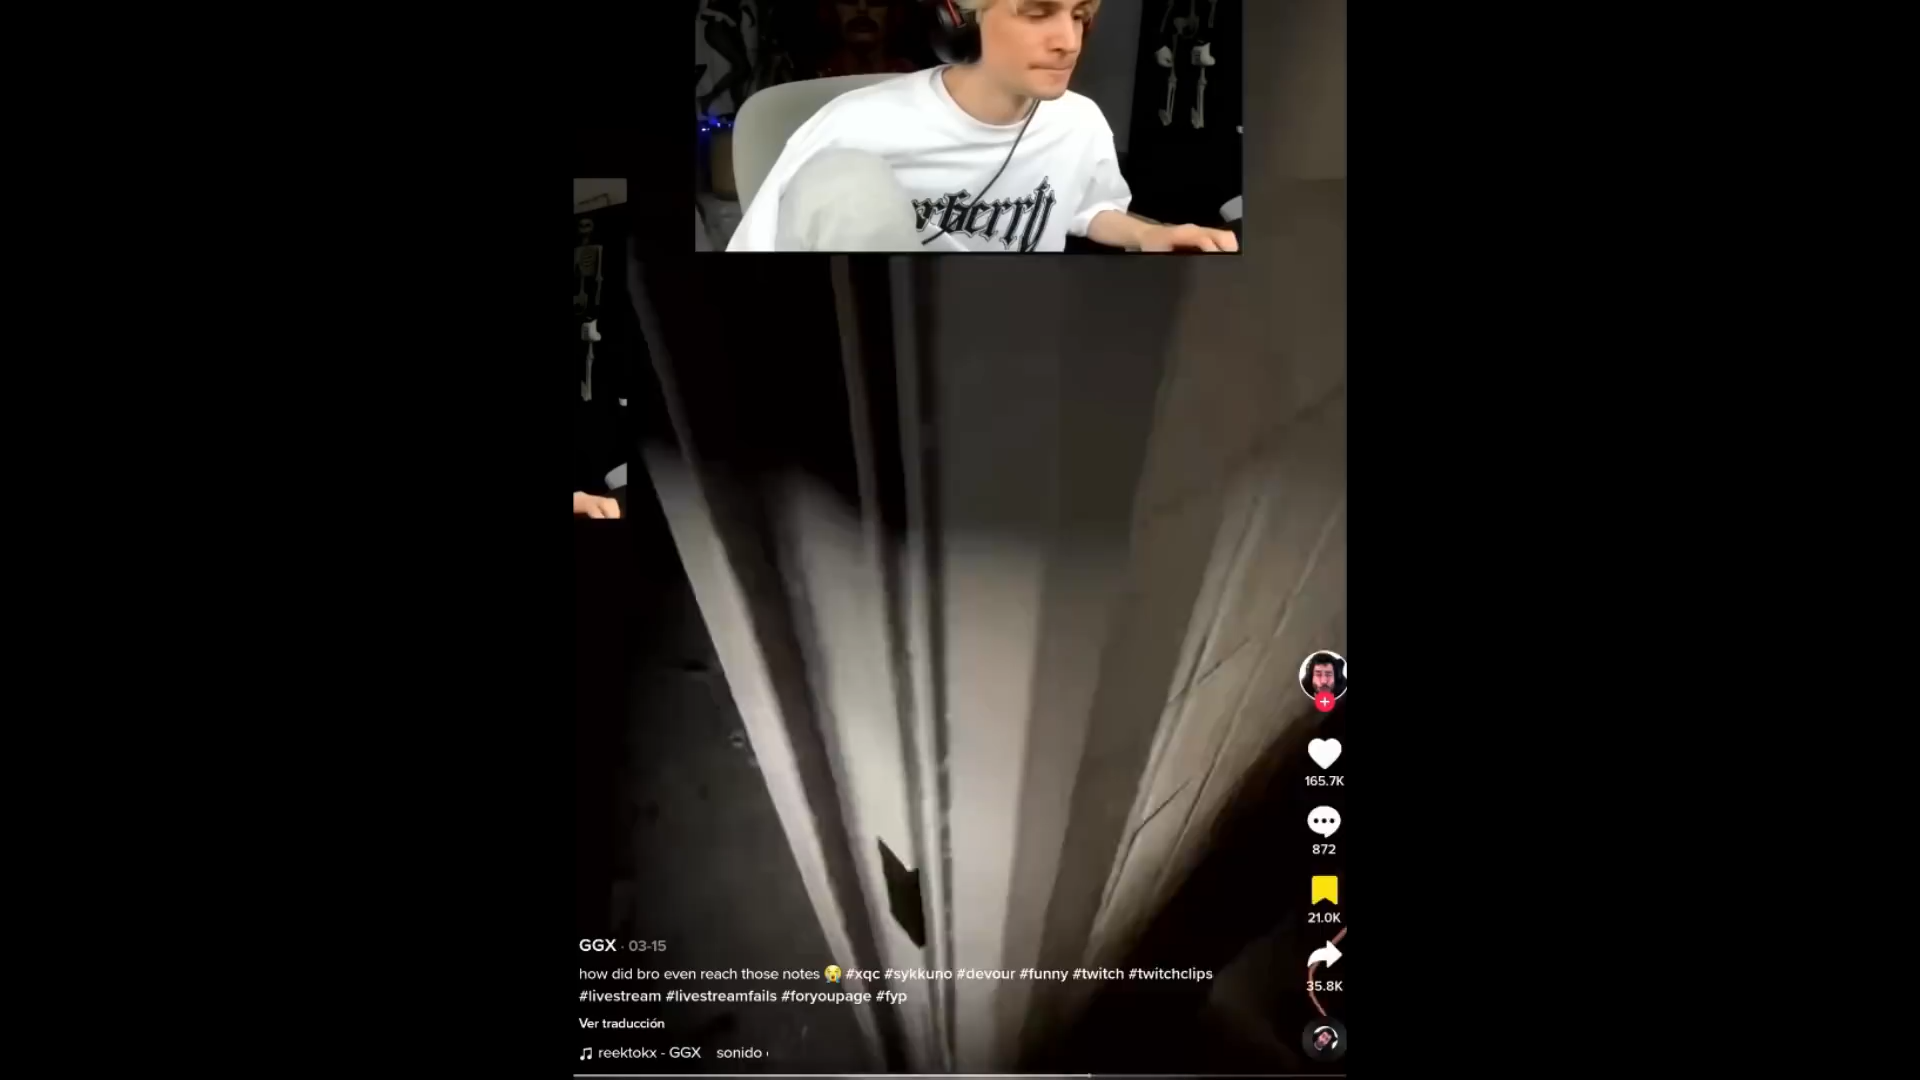 GGX · 03-15
how did bro even reach those notes 😭 #xqc #sykkuno #devour #funny #twitch #twitchclips
#livestream #livestreamfails #foryoupage #fyp
Ver traducción
reektokx - GGX sonido
165.7K
872
21.0K
35.8K